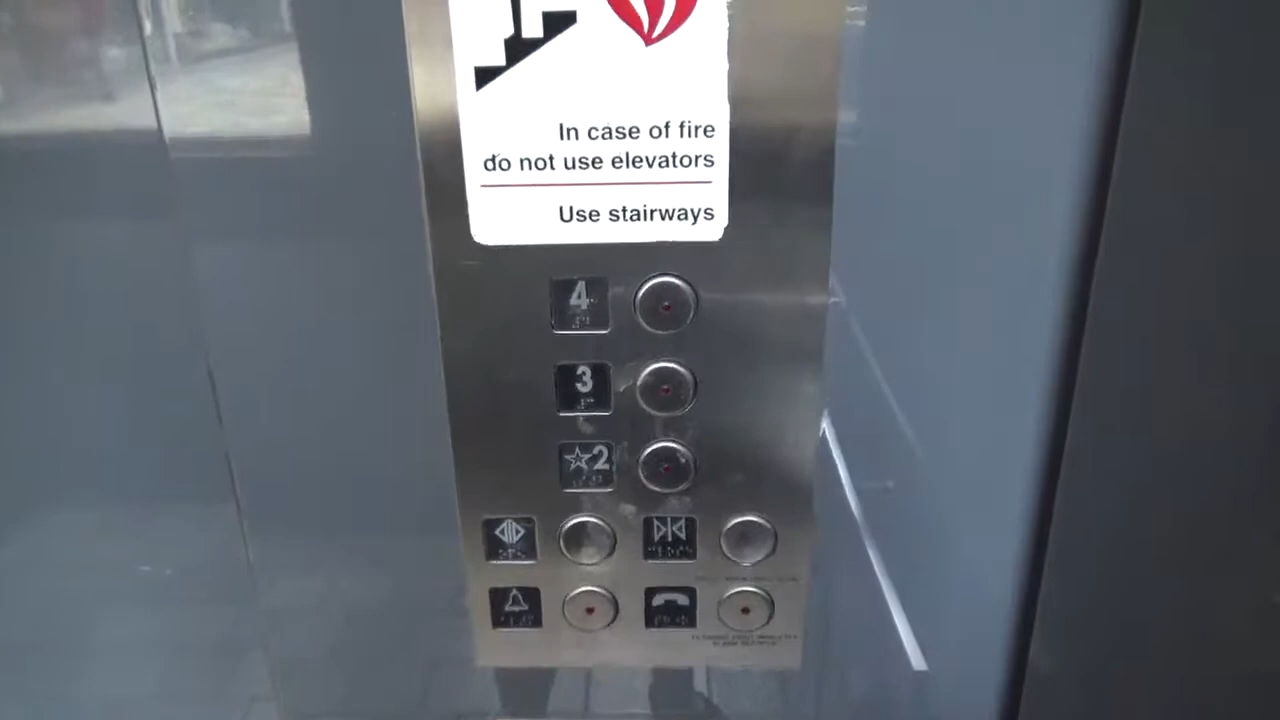 In case of fire
do not use elevators
Use stairways
4
3
☆2